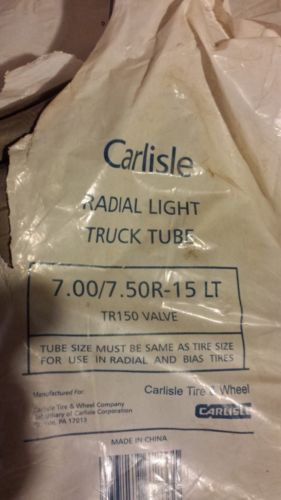 Carlisle
RADIAL LIGHT
TRUCK TUBE
7.00/7.50R-15 LT
TR150 VALVE
TUBE SIZE MUST BE SAME AS TIRE SIZE
FOR USE IN RADIAL AND BIAS TIRES
Manufactured For:
Carlisle Tire & Wheel
Carlisle Tire & Wheel Company
Subsidiary of Carlisle Corporation
PA 17013
CARLISLE
MADE IN CHINA